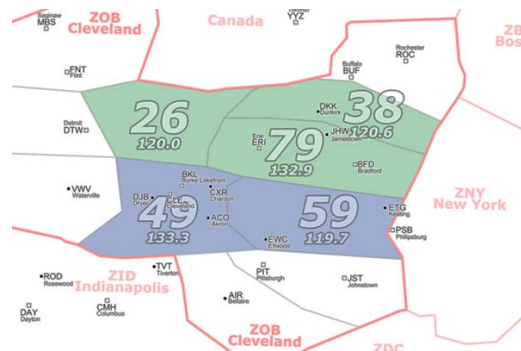 Saginaw
MBS
ZOB
Cleveland
Canada
YYZ
Rochester
ROC
ZB
Bos
FNT
Flint
Buffalo
BUF
26
120.0
DKK
Dunkirk
38
120.6
Detroit
DTW
Erie
ERI
79
132.9
JHW
Jamestown
BFD
Bradford
BKL
Burke Lakefront
VWV
Waterville
DJB
Dryer
CLE
Cleveland
CXR
Chardon
49
133.3
ACO
Akron
59
119.7
ETG
Keating
ZNY
New York
PSB
Philipsburg
EWC
Ellwood
ROD
Rosewood
ZID
Indianapolis
TVT
Tiverton
PIT
Pittsburgh
JST
Johnstown
DAY
Dayton
CMH
Columbus
AIR
Bellaire
ZOB
Cleveland
ZDC